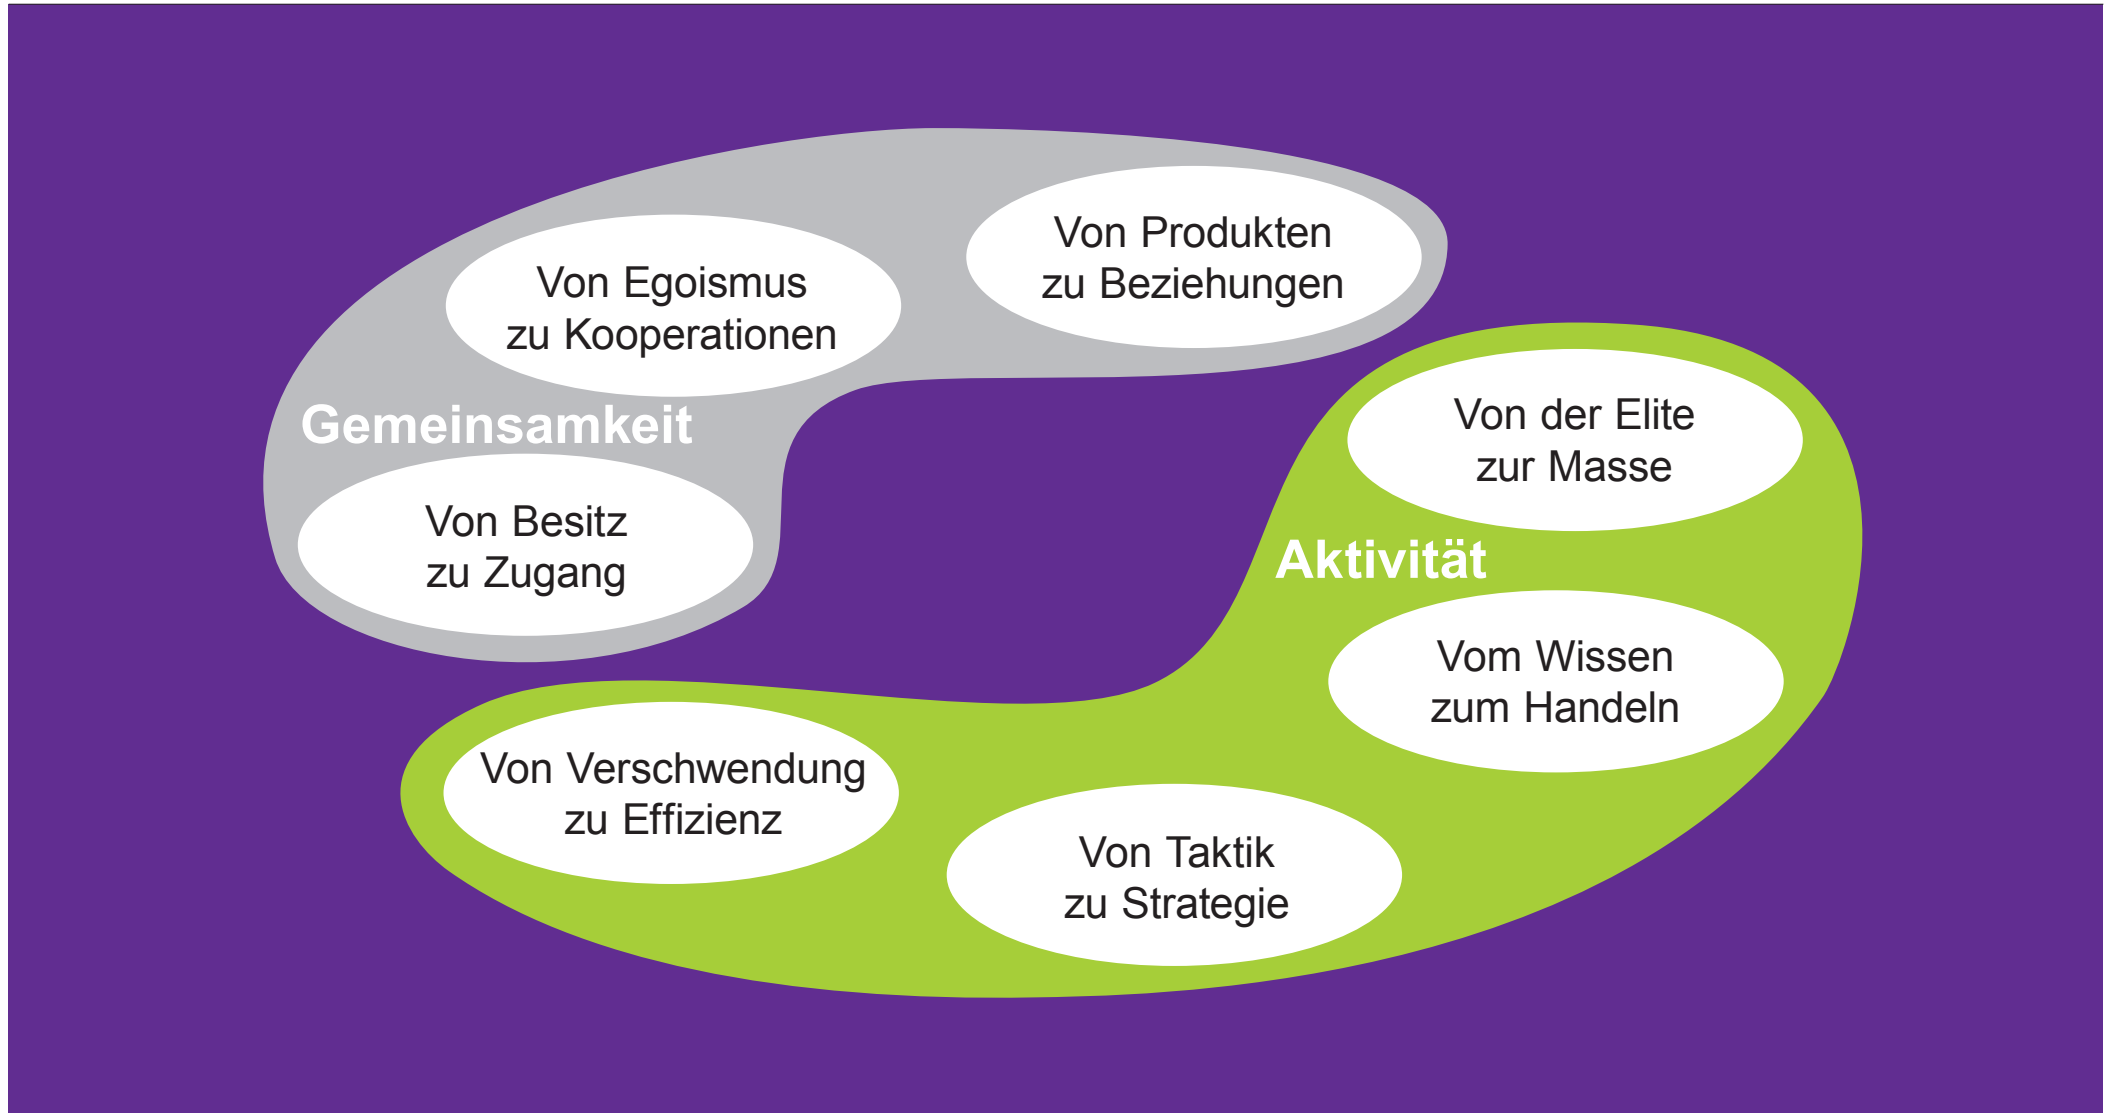 Von Produkten
zu Beziehungen
Von Egoismus
zu Kooperationen
Gemeinsamkeit
Von Besitz
zu Zugang
Von der Elite
zur Masse
Aktivität
Vom Wissen
zum Handeln
Von Verschwendung
zu Effizienz
Von Taktik
zu Strategie